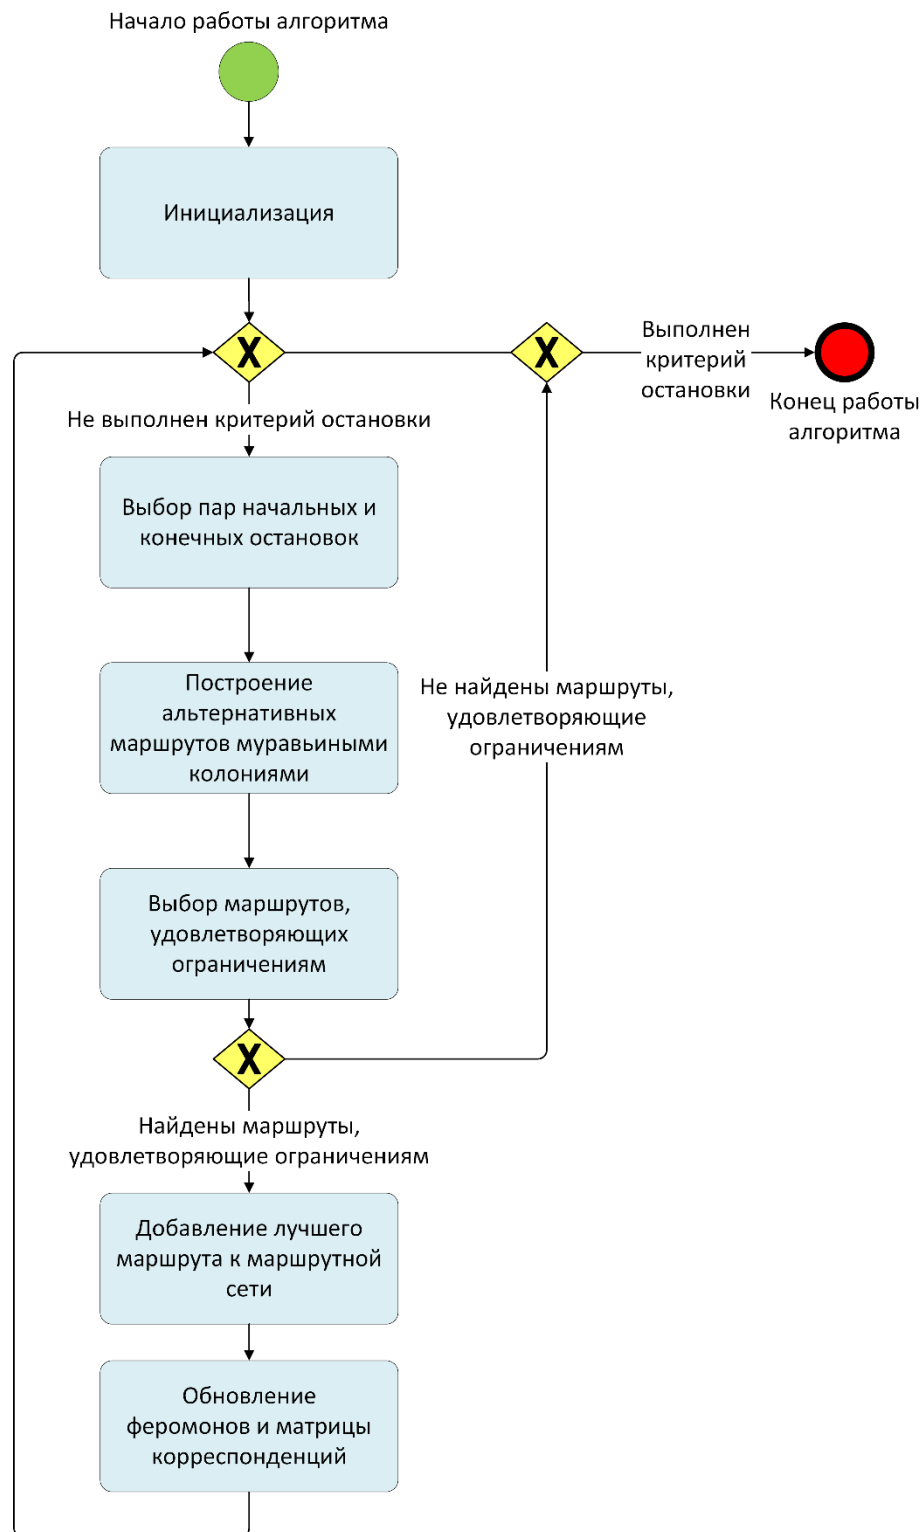 Начало работы алгоритма
Инициализация
X
X
Выполнен
критерий
остановки
Конец работы
алгоритма
Не выполнен критерий остановки
Выбор пар начальных и
конечных остановок
Построение
альтернативных
маршрутов муравьиными
колониями
Не найдены маршруты,
удовлетворяющие
ограничениям
Выбор маршрутов,
удовлетворяющих
ограничениям
X
Найдены маршруты,
удовлетворяющие ограничениям
Добавление лучшего
маршрута к маршрутной
сети
Обновление
феромонов и матрицы
корреспонденций